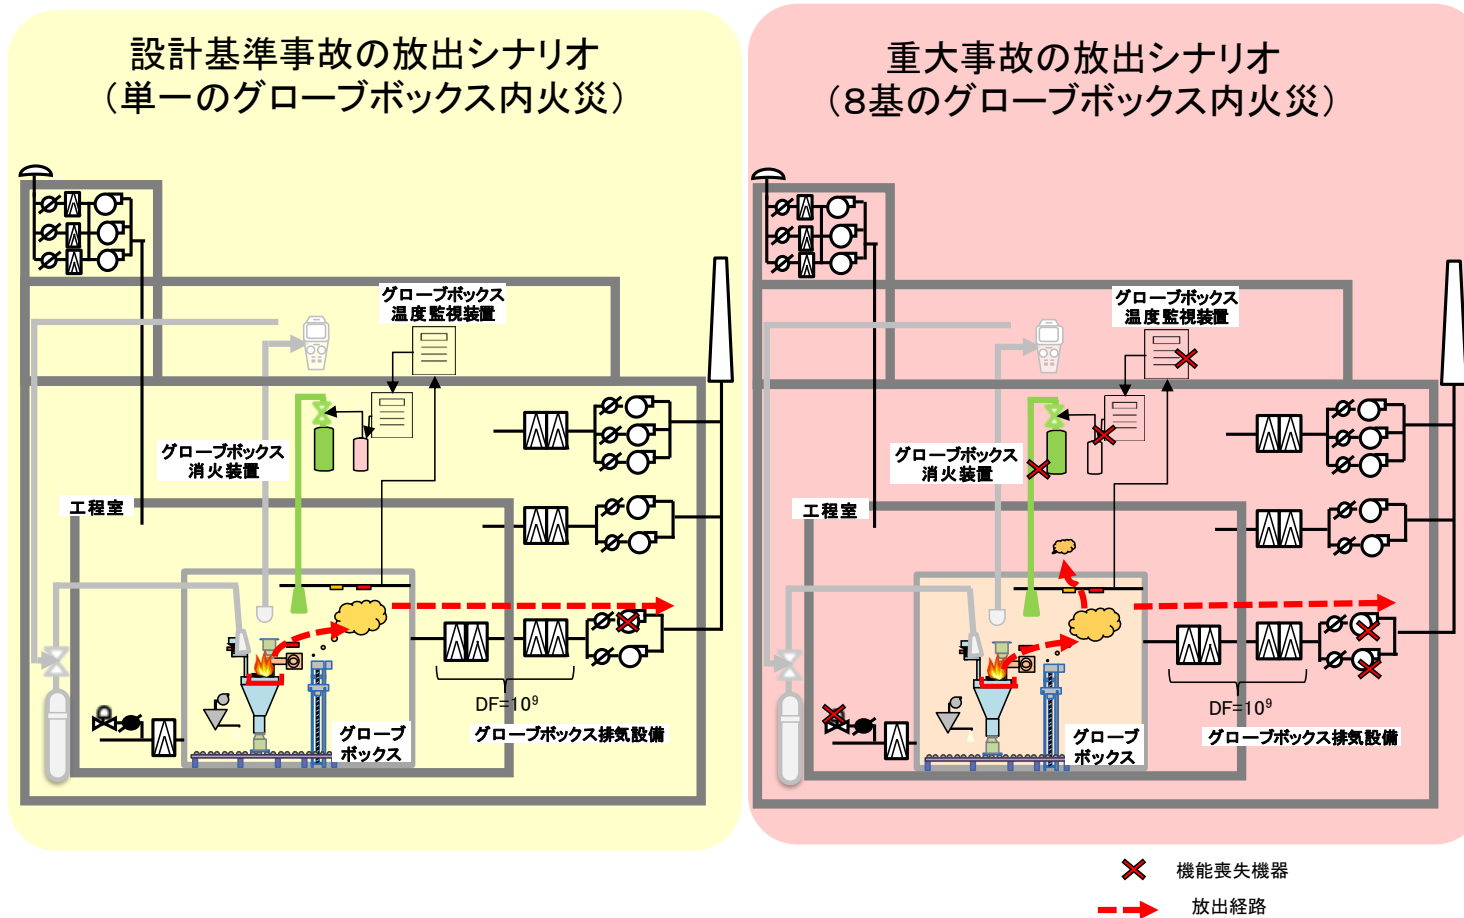 設計基準事故の放出シナリオ
（単一のグローブボックス内火災）
グローブボックス
温度監視装置
グローブボックス
消火装置
工程室
DF=10⁹
グローブ
ボックス
グローブボックス排気設備
重大事故の放出シナリオ
（８基のグローブボックス内火災）
グローブボックス
温度監視装置
グローブボックス
消火装置
工程室
DF=10⁹
グローブ
ボックス
グローブボックス排気設備
機能喪失機器
放出経路